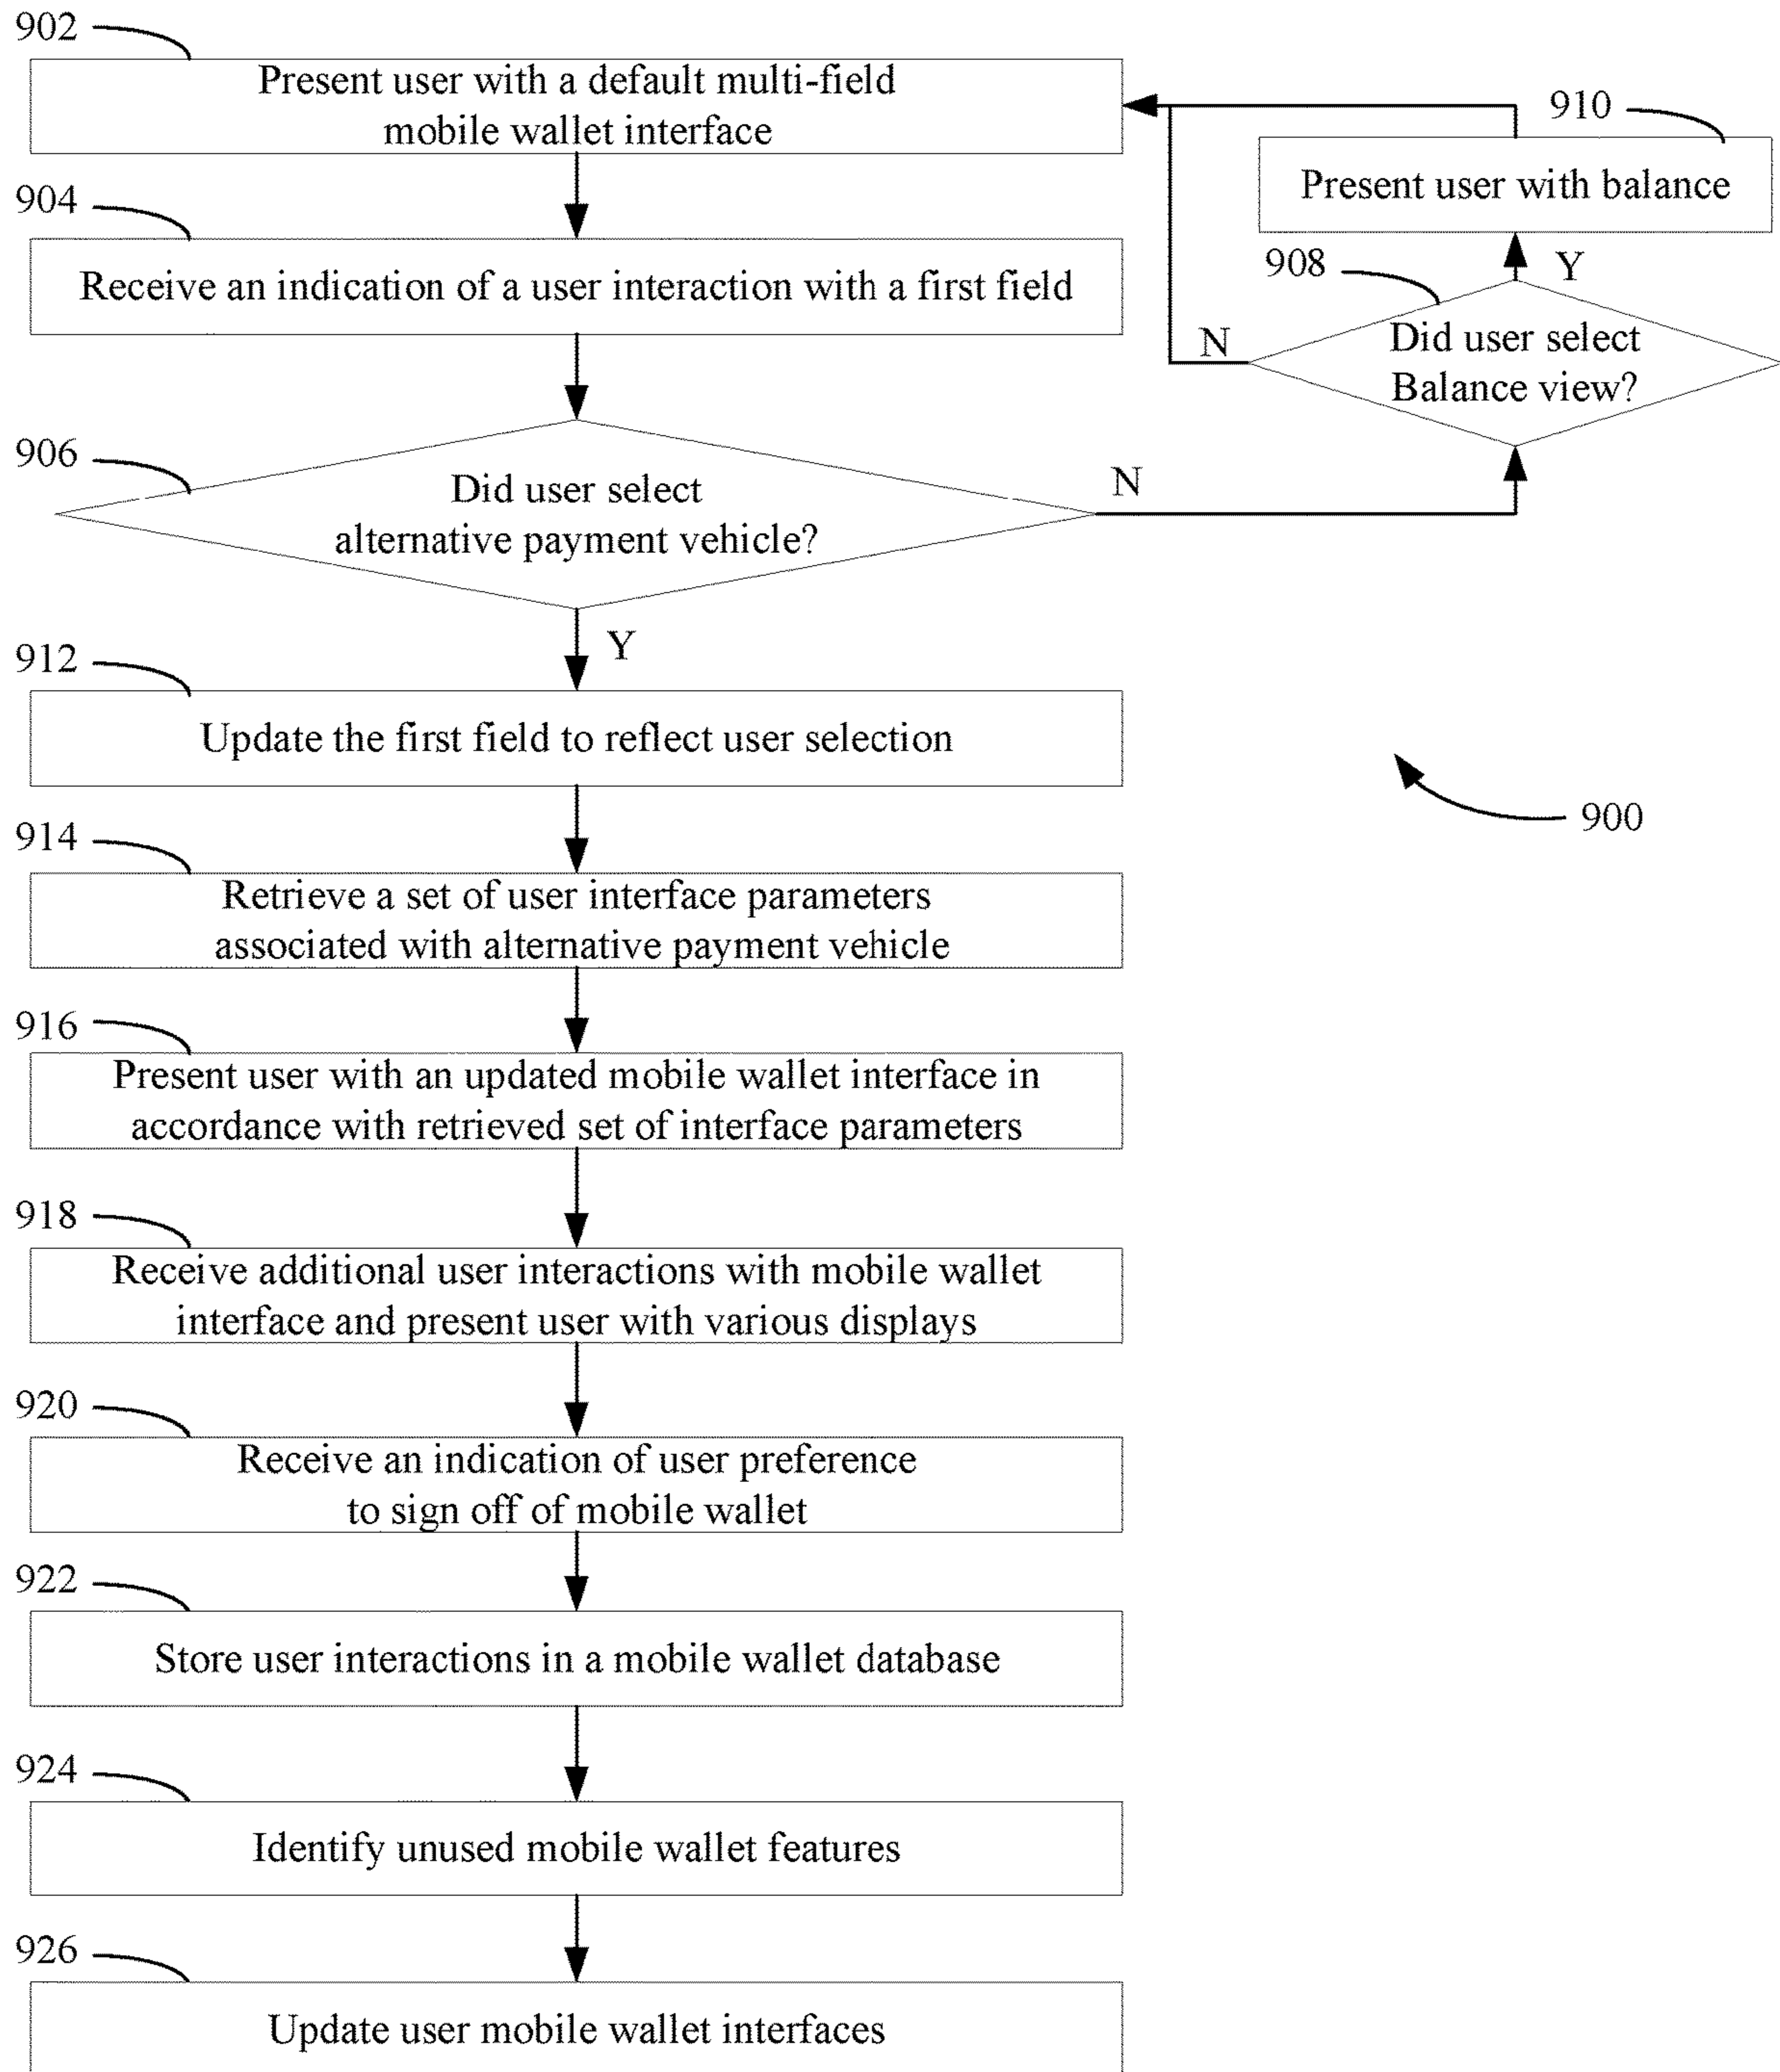 902
Present user with a default multi-field
mobile wallet interface
910
Present user with balance
904
Receive an indication of a user interaction with a first field
908
Y
N
Did user select
Balance view?
906
Did user select
alternative payment vehicle?
N
Y
912
Update the first field to reflect user selection
900
914
Retrieve a set of user interface parameters
associated with alternative payment vehicle
916
Present user with an updated mobile wallet interface in
accordance with retrieved set of interface parameters
918
Receive additional user interactions with mobile wallet
interface and present user with various displays
920
Receive an indication of user preference
to sign off of mobile wallet
922
Store user interactions in a mobile wallet database
924
Identify unused mobile wallet features
926
Update user mobile wallet interfaces